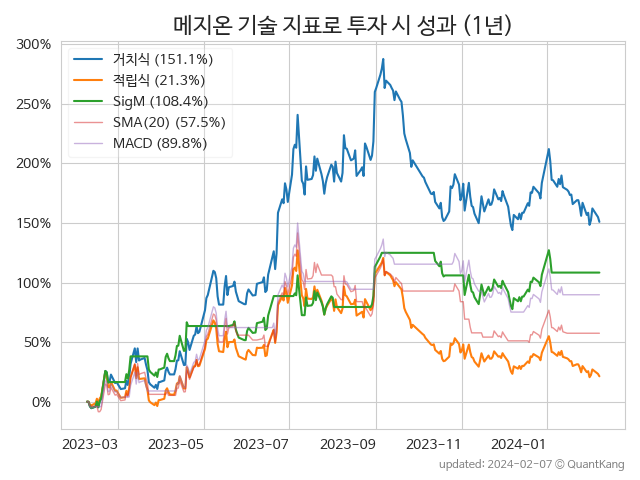 메지온 기술 지표로 투자 시 성과 (1년)
300%
250%
200%
150%
100%
50%
0%
거치식 (151.1%)
적립식 (21.3%)
SigM (108.4%)
SMA(20) (57.5%)
MACD (89.8%)
2023-03 2023-05 2023-07 2023-09 2023-11 2024-01
updated: 2024-02-07 © QuantKang